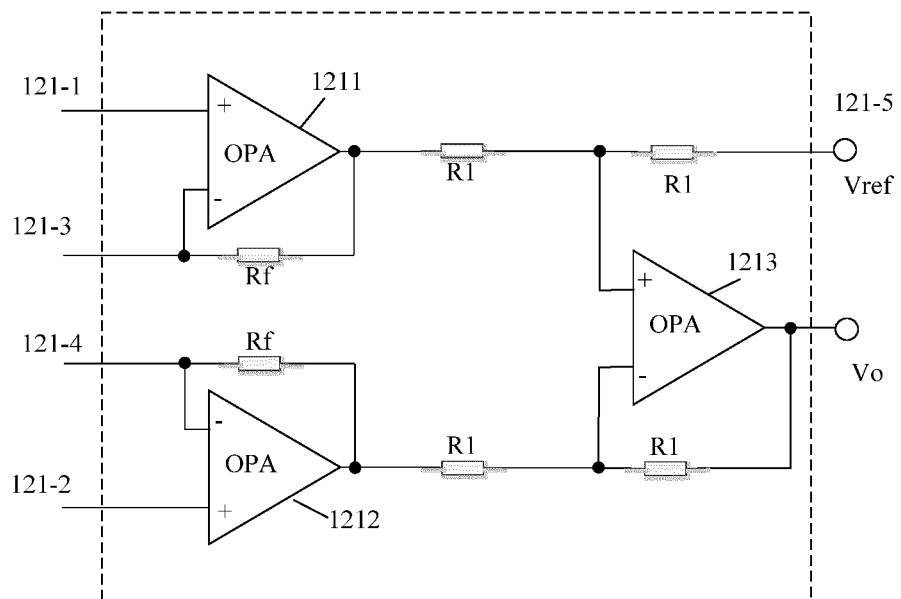 121-1
1211
121-5
+
OPA
R1
R1
Vref
-
121-3
Rf
1213
+
OPA
121-4
Rf
-
Vo
-
OPA
R1
R1
121-2
+
1212